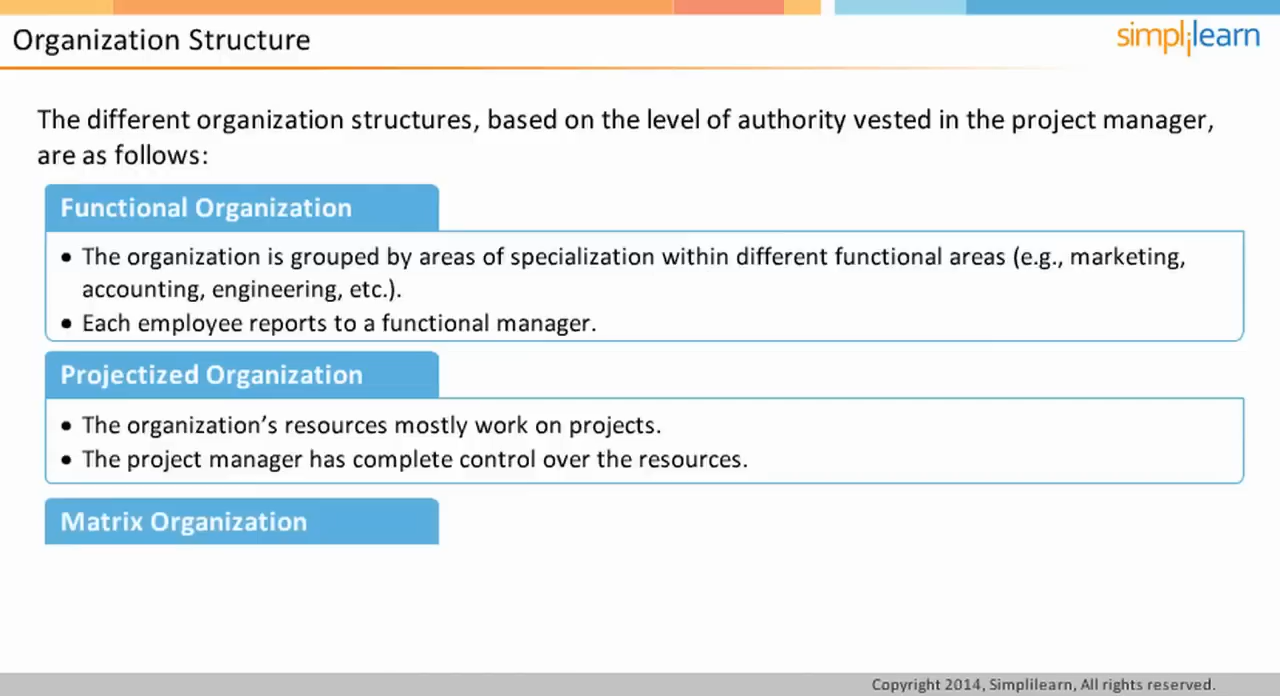 Organization Structure
simplilearn
The different organization structures, based on the level of authority vested in the project manager,
are as follows:
Functional Organization
• The organization is grouped by areas of specialization within different functional areas (e.g., marketing,
accounting, engineering, etc.).
• Each employee reports to a functional manager.
Projectized Organization
• The organization’s resources mostly work on projects.
• The project manager has complete control over the resources.
Matrix Organization
Copyright 2014, Simplilearn, All rights reserved.